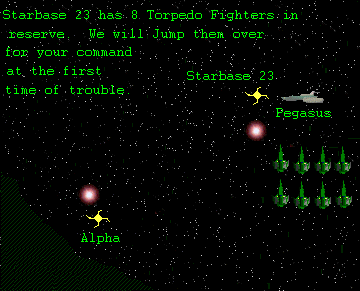 Starbase 23 has 8 Torpedo Fighters in
reserve. We will Jump them over
for your command
at the first
time of trouble
Starbase 23
Pegasus
Alpha